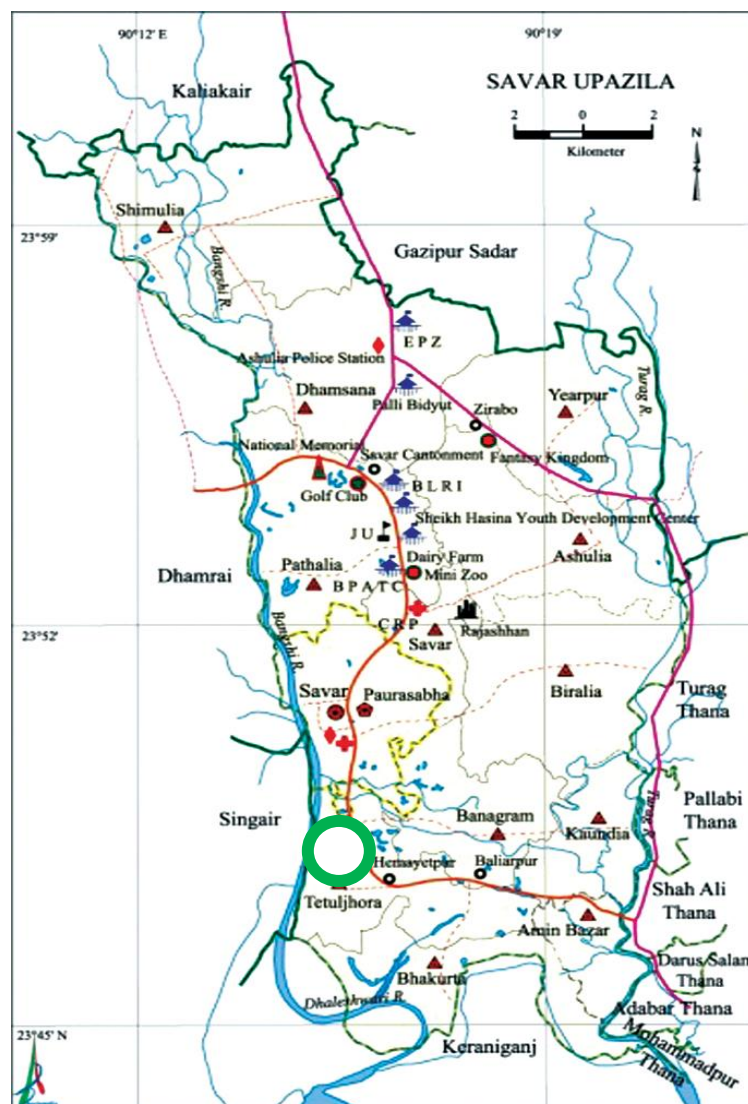 90°12' E
90°19'
Kaliakair
SAVAR UPAZILA
2 0 2
Kilometer
N
Shimulia
23°59'
Bangshi R.
Gazipur Sadar
EPZ
Ashulia Police Station
Turag R.
Dhamsana
Palli Bidyut
Zirabo
Yearpur
National Memorial
Savar Cantonment
Fantasy Kingdom
Golf Club
BLRI
Sheikh Hasina Youth Development Center
JU
Ashulia
Dhamrai
Pathalia
Dairy Farm
BPATC
Mini Zoo
CRP
23°52'
Savar
Rajashhan
Bangshi R.
Savar
Paurasabha
Biralia
Turag
Thana
Singair
Banagram
Kaundia
Turag R.
Pallabi
Thana
Hemayetpur
Baliarpur
Tetuljhora
Shah Ali
Thana
Amin Bazar
Bhakurta
Darus Salan
Thana
Dhaleshwari R.
Adabar Thana
23°45' N
Keraniganj
Mohammadpur
Thana